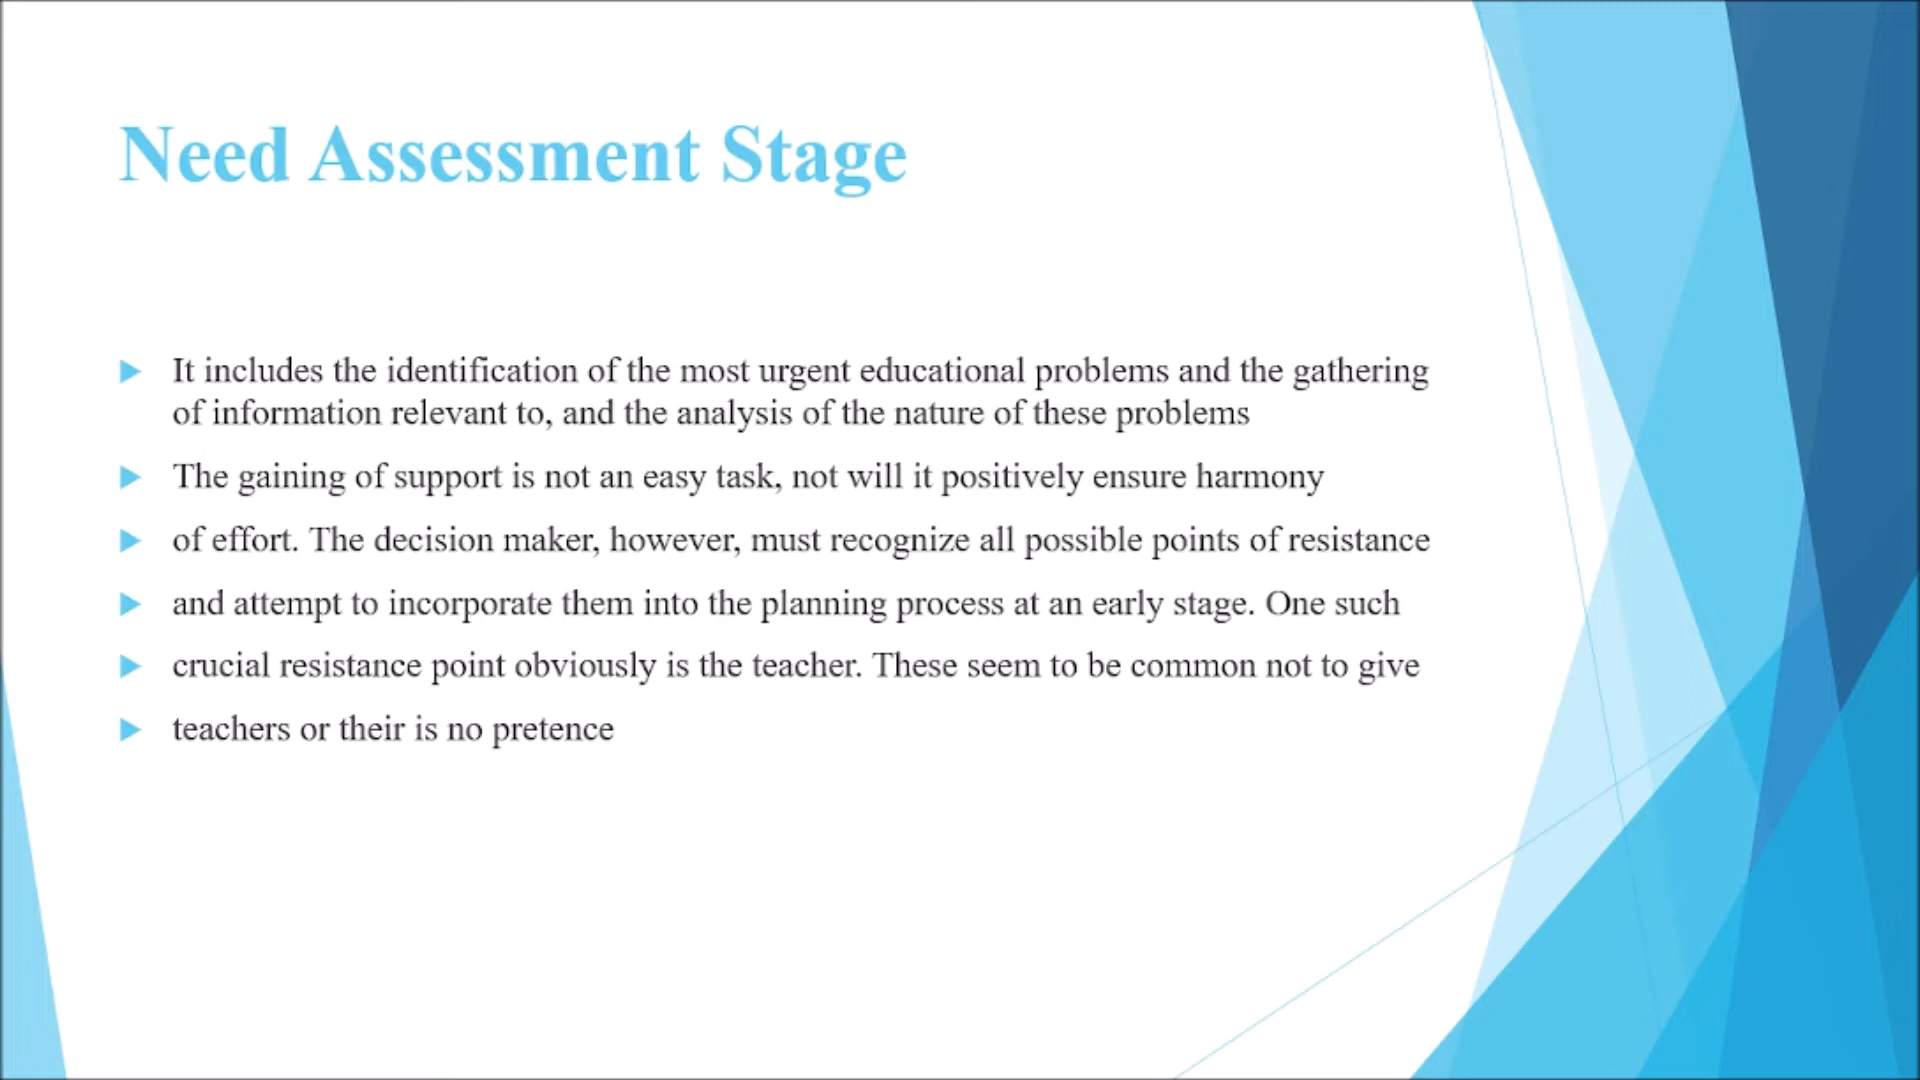 Need Assessment Stage
It includes the identification of the most urgent educational problems and the gathering
of information relevant to, and the analysis of the nature of these problems
The gaining of support is not an easy task, not will it positively ensure harmony
of effort. The decision maker, however, must recognize all possible points of resistance
and attempt to incorporate them into the planning process at an early stage. One such
crucial resistance point obviously is the teacher. These seem to be common not to give
teachers or their is no pretence